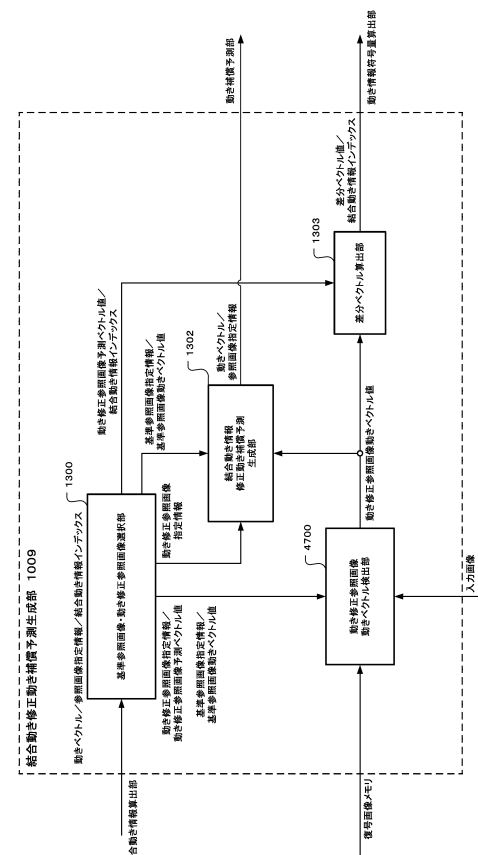 結合動き修正動き補償予測生成部 1009
動きベクトル/参照画像指定情報/結合動き情報インデックス
台動き情報算出部
1300
基準参照画像・動き修正参照画像選択部
動き修正参照画像予測ベクトル値/
結合動き情報インデックス
基準参照画像指定情報/
基準参照画像動きベクトル値
動き修正参照画像
指定情報
動き修正参照画像指定情報/
動き修正参照画像予測ベクトル値
基準参照画像指定情報/
基準参照画像動きベクトル値
1302
結合動き情報
修正動き補償予測
生成部
動きベクトル/
参照画像指定情報
動き補償予測部
1303
差分ベクトル算出部
差分ベクトル値/
結合動き情報インデックス
動き情報符号量算出部
4700
動き修正参照画像
動きベクトル検出部
動き修正参照画像動きベクトル値
復号画像メモリ
入力画像